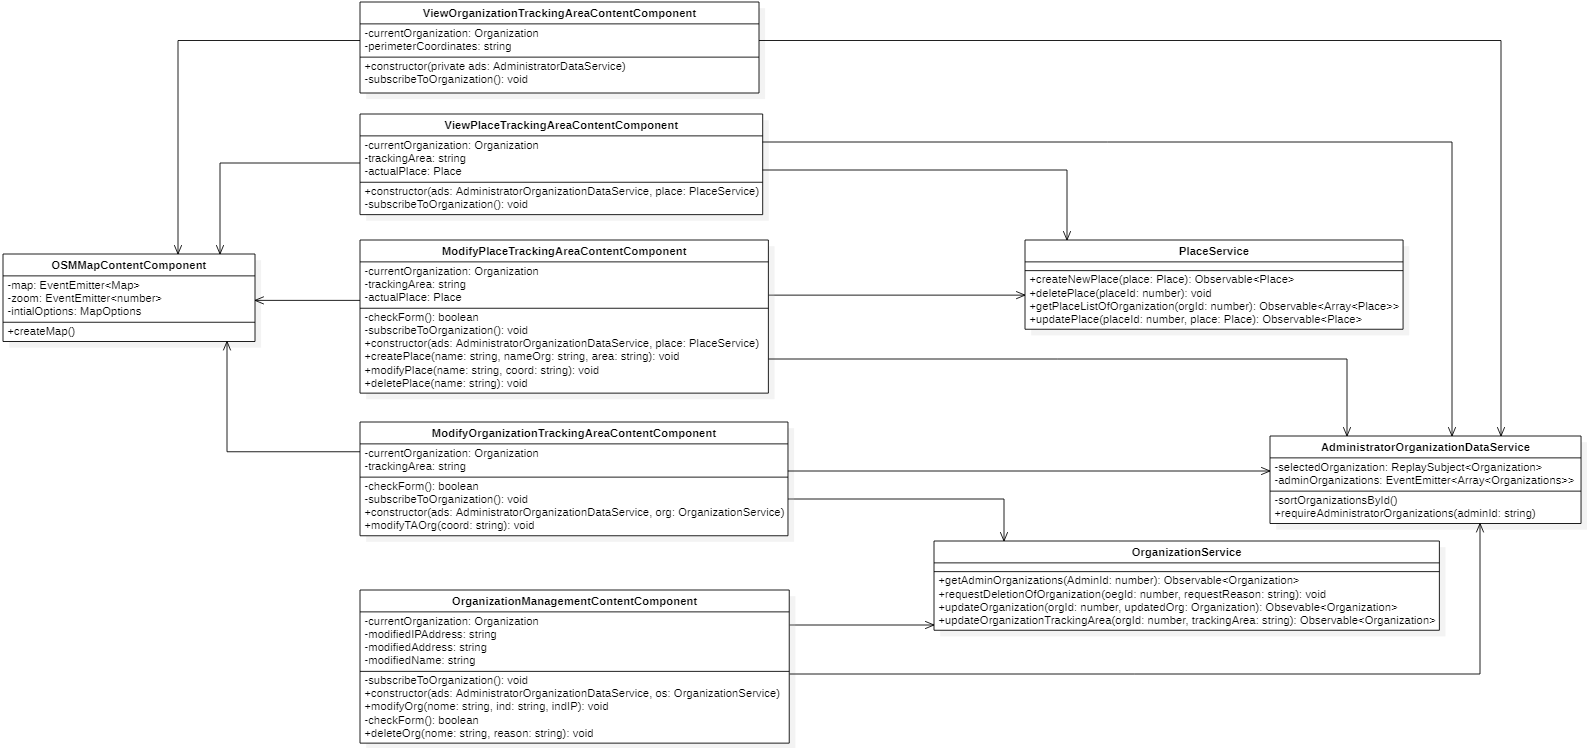 ViewOrganizationTrackingAreaContentComponent
-currentOrganization: Organization
-perimeterCoordinates: string
+constructor(private ads: AdministratorDataService)
-subscribeToOrganization(): void
ViewPlaceTrackingAreaContentComponent
-currentOrganization: Organization
-trackingArea: string
-actualPlace: Place
+constructor(ads: AdministratorOrganizationDataService, place: PlaceService)
-subscribeToOrganization(): void
OSMMapContentComponent
-map: EventEmitter<Map>
-zoom: EventEmitter<number>
-intialOptions: MapOptions
+createMap()
ModifyPlaceTrackingAreaContentComponent
-currentOrganization: Organization
-trackingArea: string
-actualPlace: Place
-checkForm(): boolean
-subscribeToOrganization(): void
+constructor(ads: AdministratorOrganizationDataService, place: PlaceService)
+createPlace(name: string, nameOrg: string, area: string): void
+modifyPlace(name: string, coord: string): void
+deletePlace(name: string): void
PlaceService
+createNewPlace(place: Place): Observable<Place>
+deletePlace(placeId: number): void
+getPlaceListOfOrganization(orgId: number): Observable<Array<Place>>
+updatePlace(placeId: number, place: Place): Observable<Place>
ModifyOrganizationTrackingAreaContentComponent
-currentOrganization: Organization
-trackingArea: string
-checkForm(): boolean
-subscribeToOrganization(): void
+constructor(ads: AdministratorOrganizationDataService, org: OrganizationService)
+modifyTAOrg(coord: string): void
AdministratorOrganizationDataService
-selectedOrganization: ReplaySubject<Organization>
-adminOrganizations: EventEmitter<Array<Organizations>>
-sortOrganizationsById()
+requireAdministratorOrganizations(adminId: string)
OrganizationService
+getAdminOrganizations(AdminId: number): Observable<Organization>
+requestDeletionOfOrganization(oegId: number, requestReason: string): void
+updateOrganization(orgId: number, updatedOrg: Organization): Obsevable<Organization>
+updateOrganizationTrackingArea(orgId: number, trackingArea: string): Observable<Organization>
OrganizationManagementContentComponent
-currentOrganization: Organization
-modifiedIPAddress: string
-modifiedAddress: string
-modifiedName: string
-subscribeToOrganization(): void
+constructor(ads: AdministratorOrganizationDataService, os: OrganizationService)
+modifyOrg(nome: string, ind: string, indIP): void
-checkForm(): boolean
+deleteOrg(nome: string, reason: string): void